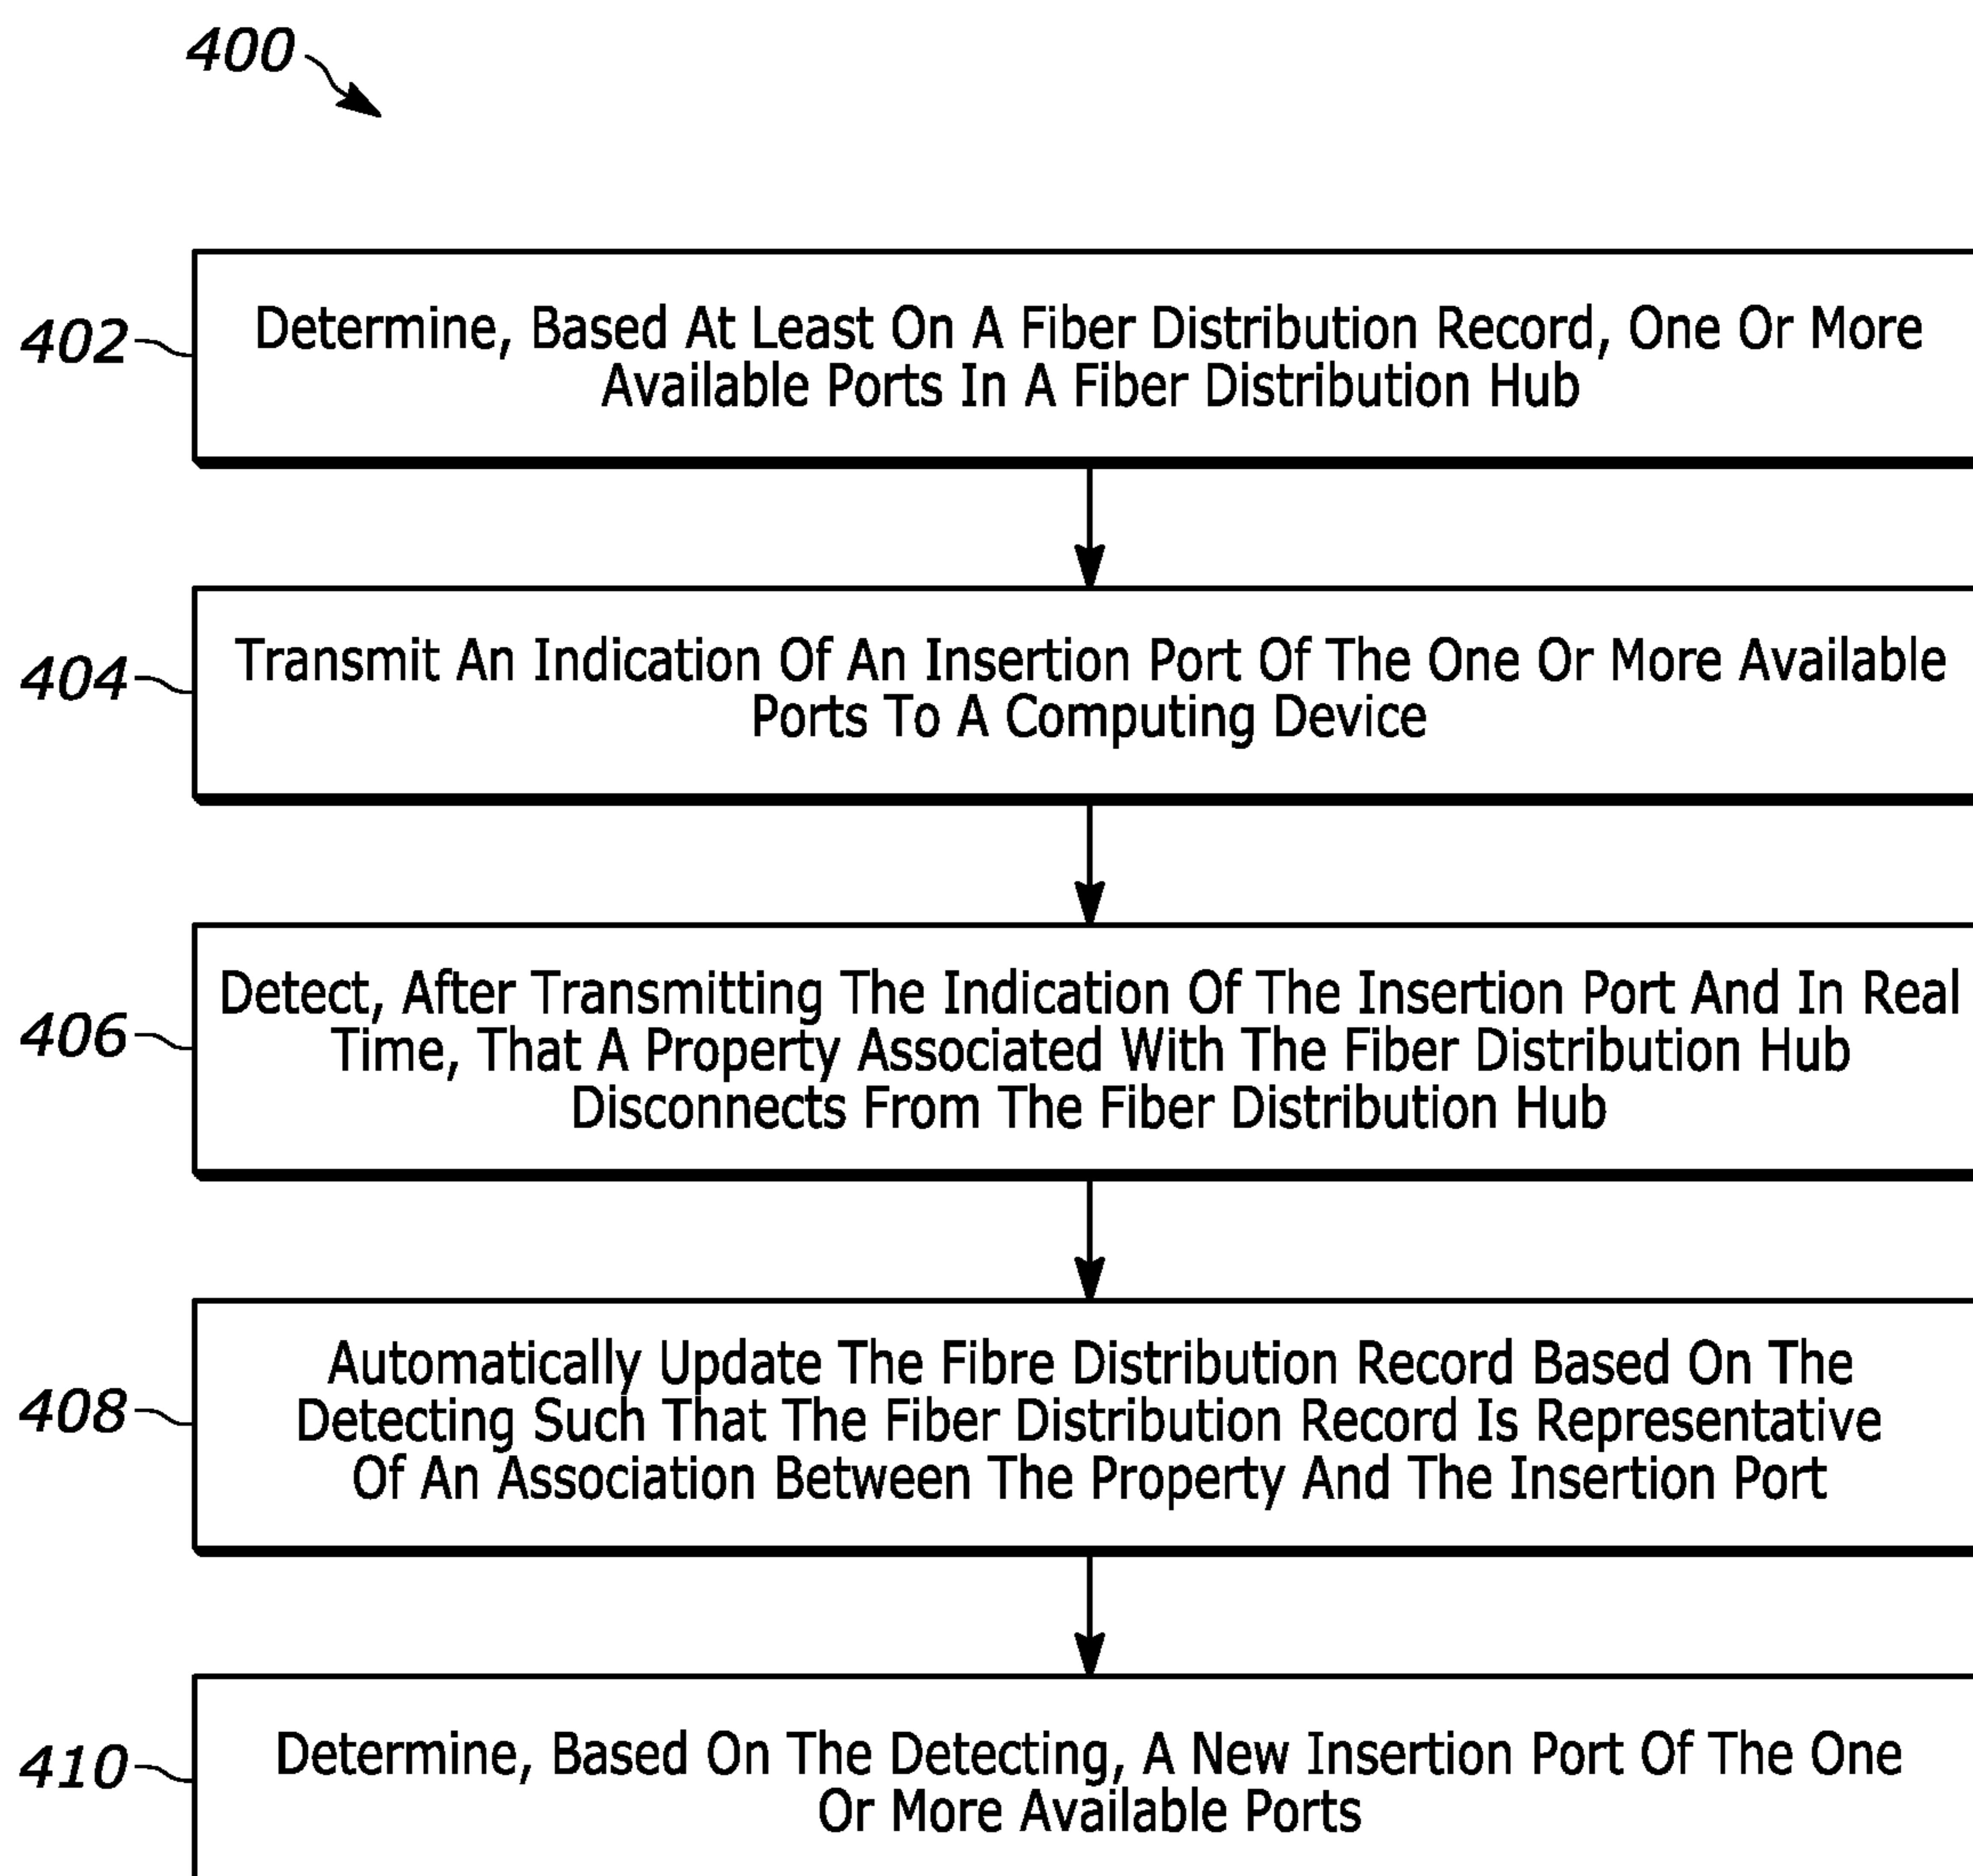 400
402
Determine, Based At Least On A Fiber Distribution Record, One Or More
Available Ports In A Fiber Distribution Hub
404
Transmit An Indication Of An Insertion Port Of The One Or More Available
Ports To A Computing Device
406
Detect, After Transmitting The Indication Of The Insertion Port And In Real
Time, That A Property Associated With The Fiber Distribution Hub
Disconnects From The Fiber Distribution Hub
408
Automatically Update The Fibre Distribution Record Based On The
Detecting Such That The Fiber Distribution Record Is Representative
Of An Association Between The Property And The Insertion Port
410
Determine, Based On The Detecting, A New Insertion Port Of The One
Or More Available Ports